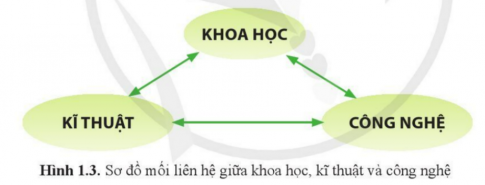 KHOA HỌC
KĨ THUẬT
CÔNG NGHỆ
Hình 1.3. Sơ đồ mối liên hệ giữa khoa học, kĩ thuật và công nghệ